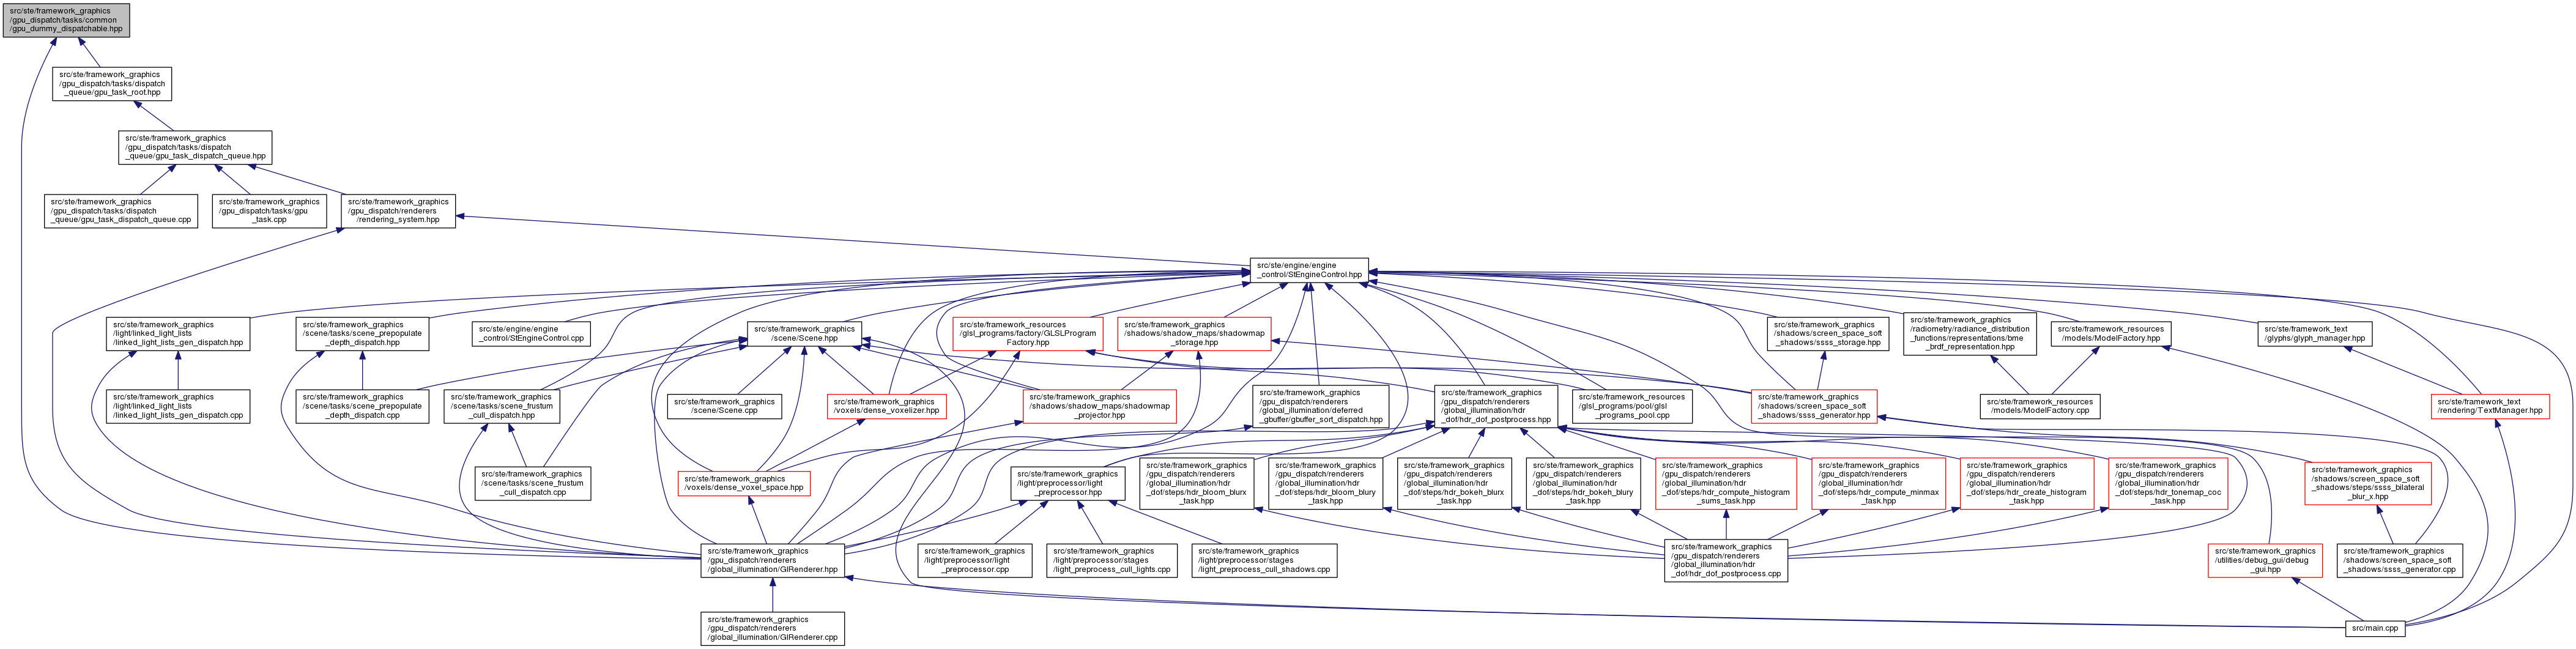 src/ste/framework_graphics
/gpu_dispatch/tasks/common
/gpu_dummy_dispatchable.hpp
src/ste/framework_graphics
/gpu_dispatch/tasks/dispatch
_queue/gpu_task_root.hpp
src/ste/framework_graphics
/gpu_dispatch/tasks/dispatch
_queue/gpu_task_dispatch_queue.hpp
src/ste/framework_graphics
/gpu_dispatch/tasks/dispatch
_queue/gpu_task_dispatch_queue.cpp
src/ste/framework_graphics
/gpu_dispatch/tasks/gpu
_task.cpp
src/ste/framework_graphics
/gpu_dispatch/renderers
/rendering_system.hpp
src/ste/engine/engine
_control/StEngineControl.hpp
src/ste/framework_graphics
/light/linked_light_lists
/linked_light_lists_gen_dispatch.hpp
src/ste/framework_graphics
/scene/tasks/scene_prepopulate
_depth_dispatch.hpp
src/ste/engine/engine
_control/StEngineControl.cpp
src/ste/framework_graphics
/scene/Scene.hpp
src/ste/framework_resources
/glsl_programs/factory/GLSLProgram
Factory.hpp
src/ste/framework_graphics
/shadows/shadow_maps/shadowmap
_storage.hpp
src/ste/framework_graphics
/shadows/screen_space_soft
_shadows/ssss_storage.hpp
src/ste/framework_graphics
/radiometry/radiance_distribution
_functions/representations/bme
_brdf_representation.hpp
src/ste/framework_resources
/models/ModelFactory.hpp
src/ste/framework_text
/glyphs/glyph_manager.hpp
src/ste/framework_graphics
/light/linked_light_lists
/linked_light_lists_gen_dispatch.cpp
src/ste/framework_graphics
/scene/tasks/scene_prepopulate
_depth_dispatch.cpp
src/ste/framework_graphics
/scene/tasks/scene_frustum
_cull_dispatch.hpp
src/ste/framework_graphics
/scene/Scene.cpp
src/ste/framework_graphics
/voxels/dense_voxelizer.hpp
src/ste/framework_graphics
/shadows/shadow_maps/shadowmap
_projector.hpp
src/ste/framework_graphics
/gpu_dispatch/renderers
/global_illumination/deferred
_gbuffer/gbuffer_sort_dispatch.hpp
src/ste/framework_graphics
/gpu_dispatch/renderers
/global_illumination/hdr
_dof/hdr_dof_postprocess.hpp
src/ste/framework_resources
/glsl_programs/pool/glsl
_programs_pool.cpp
src/ste/framework_graphics
/shadows/screen_space_soft
_shadows/ssss_generator.hpp
src/ste/framework_resources
/models/ModelFactory.cpp
src/ste/framework_text
/rendering/TextManager.hpp
src/ste/framework_graphics
/scene/tasks/scene_frustum
_cull_dispatch.cpp
src/ste/framework_graphics
/voxels/dense_voxel_space.hpp
src/ste/framework_graphics
/light/preprocessor/light
_preprocessor.hpp
src/ste/framework_graphics
/gpu_dispatch/renderers
/global_illumination/hdr
_dof/steps/hdr_bloom_blurx
_task.hpp
src/ste/framework_graphics
/gpu_dispatch/renderers
/global_illumination/hdr
_dof/steps/hdr_bloom_blury
_task.hpp
src/ste/framework_graphics
/gpu_dispatch/renderers
/global_illumination/hdr
_dof/steps/hdr_bokeh_blurx
_task.hpp
src/ste/framework_graphics
/gpu_dispatch/renderers
/global_illumination/hdr
_dof/steps/hdr_bokeh_blury
_task.hpp
src/ste/framework_graphics
/gpu_dispatch/renderers
/global_illumination/hdr
_dof/steps/hdr_compute_histogram
_sums_task.hpp
src/ste/framework_graphics
/gpu_dispatch/renderers
/global_illumination/hdr
_dof/steps/hdr_compute_minmax
_task.hpp
src/ste/framework_graphics
/gpu_dispatch/renderers
/global_illumination/hdr
_dof/steps/hdr_create_histogram
_task.hpp
src/ste/framework_graphics
/gpu_dispatch/renderers
/global_illumination/hdr
_dof/steps/hdr_tonemap_coc
_task.hpp
src/ste/framework_graphics
/shadows/screen_space_soft
_shadows/steps/ssss_bilateral
_blur_x.hpp
src/ste/framework_graphics
/gpu_dispatch/renderers
/global_illumination/GIRenderer.hpp
src/ste/framework_graphics
/light/preprocessor/light
_preprocessor.cpp
src/ste/framework_graphics
/light/preprocessor/stages
/light_preprocess_cull_lights.cpp
src/ste/framework_graphics
/light/preprocessor/stages
/light_preprocess_cull_shadows.cpp
src/ste/framework_graphics
/gpu_dispatch/renderers
/global_illumination/hdr
_dof/hdr_dof_postprocess.cpp
src/ste/framework_graphics
/utilities/debug_gui/debug
_gui.hpp
src/ste/framework_graphics
/shadows/screen_space_soft
_shadows/ssss_generator.cpp
src/ste/framework_graphics
/gpu_dispatch/renderers
/global_illumination/GIRenderer.cpp
src/main.cpp